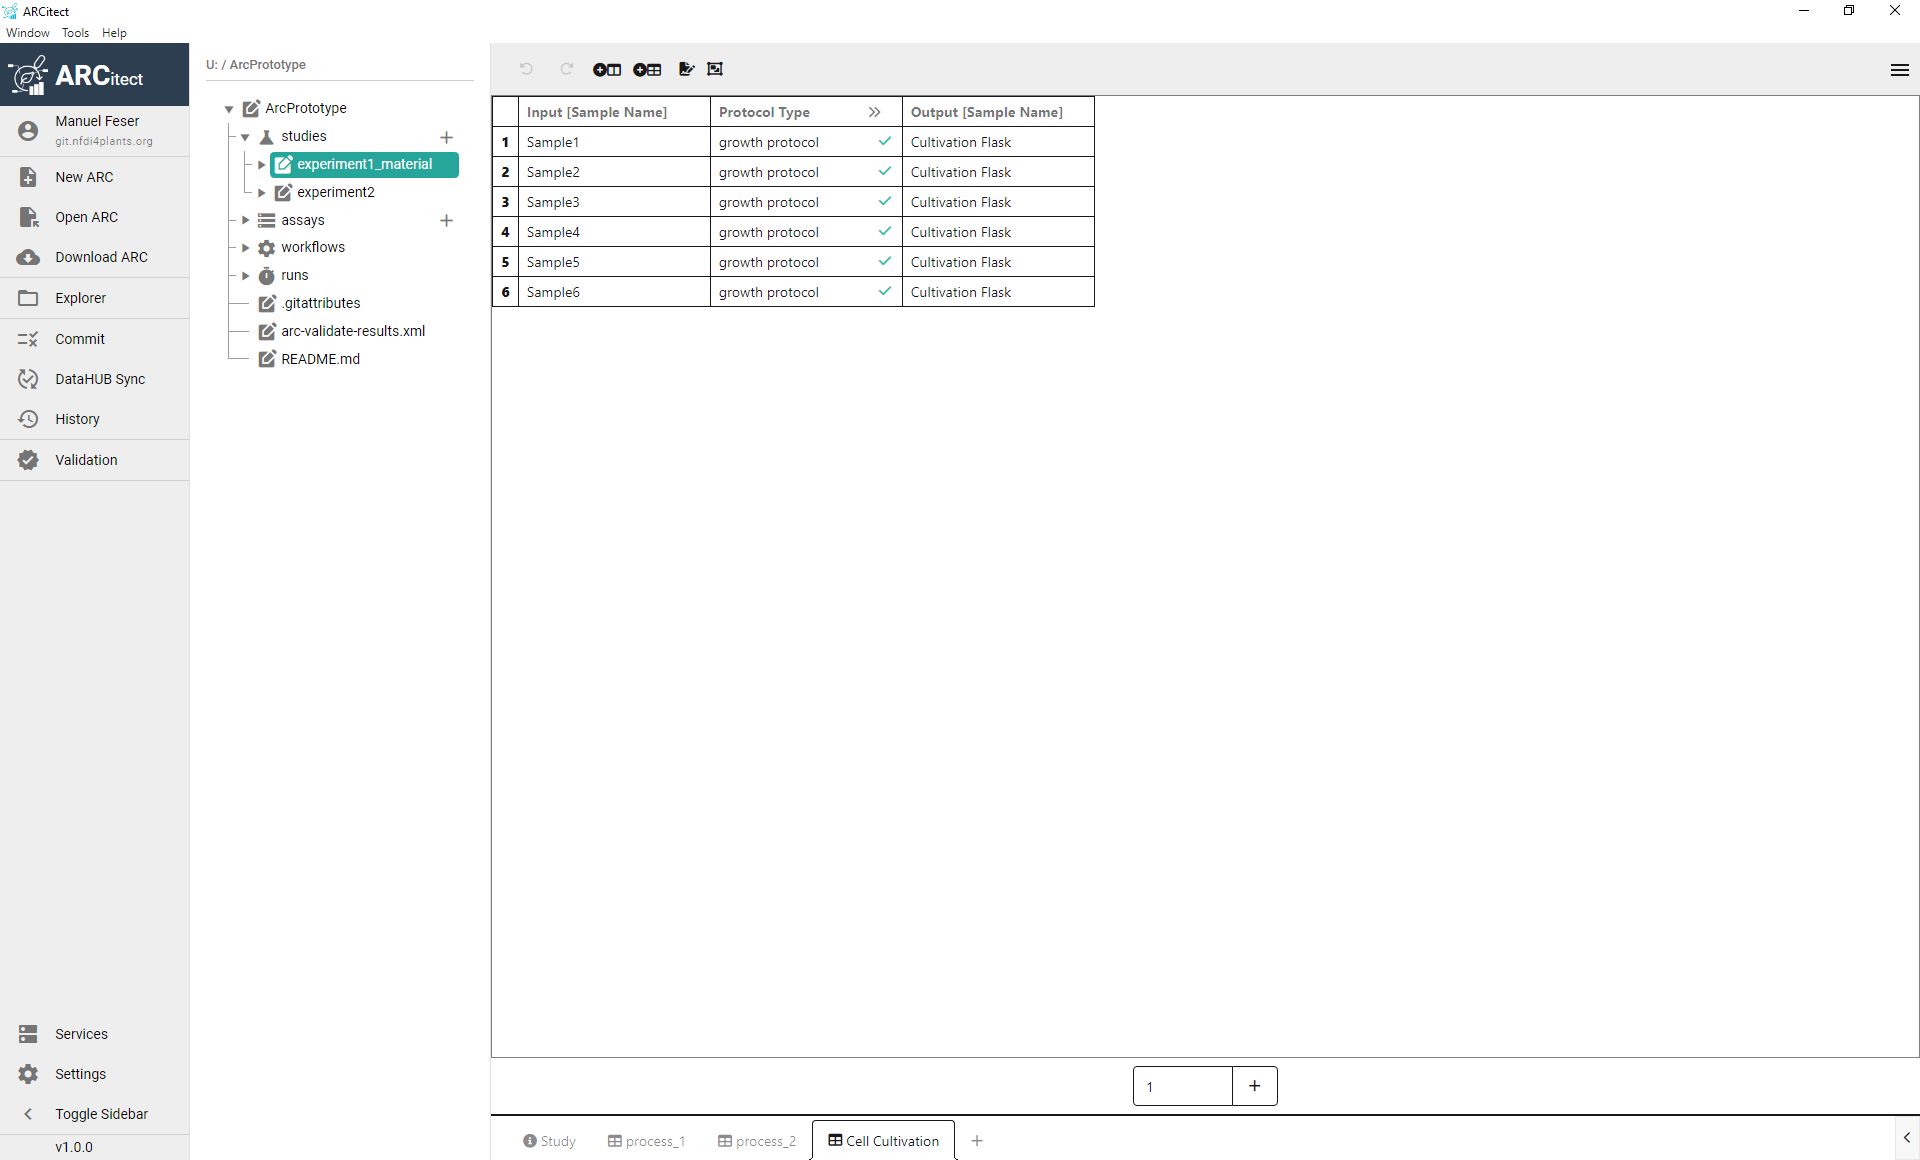 ARCitect
Window Tools Help
ARCitect
Manuel Feser
git.nfdi4plants.org
New ARC
Open ARC
Download ARC
Explorer
Commit
DataHUB Sync
History
Validation
Services
Settings
Toggle Sidebar
v1.0.0
U: / ArcPrototype
ArcPrototype
studies
experiment1_material
experiment2
assays
workflows
runs
.gitattributes
arc-validate-results.xml
README.md
Input [Sample Name] Protocol Type Output [Sample Name]
1 Sample1 growth protocol Cultivation Flask
2 Sample2 growth protocol Cultivation Flask
3 Sample3 growth protocol Cultivation Flask
4 Sample4 growth protocol Cultivation Flask
5 Sample5 growth protocol Cultivation Flask
6 Sample6 growth protocol Cultivation Flask
1 +
Study process_1 process_2 Cell Cultivation +